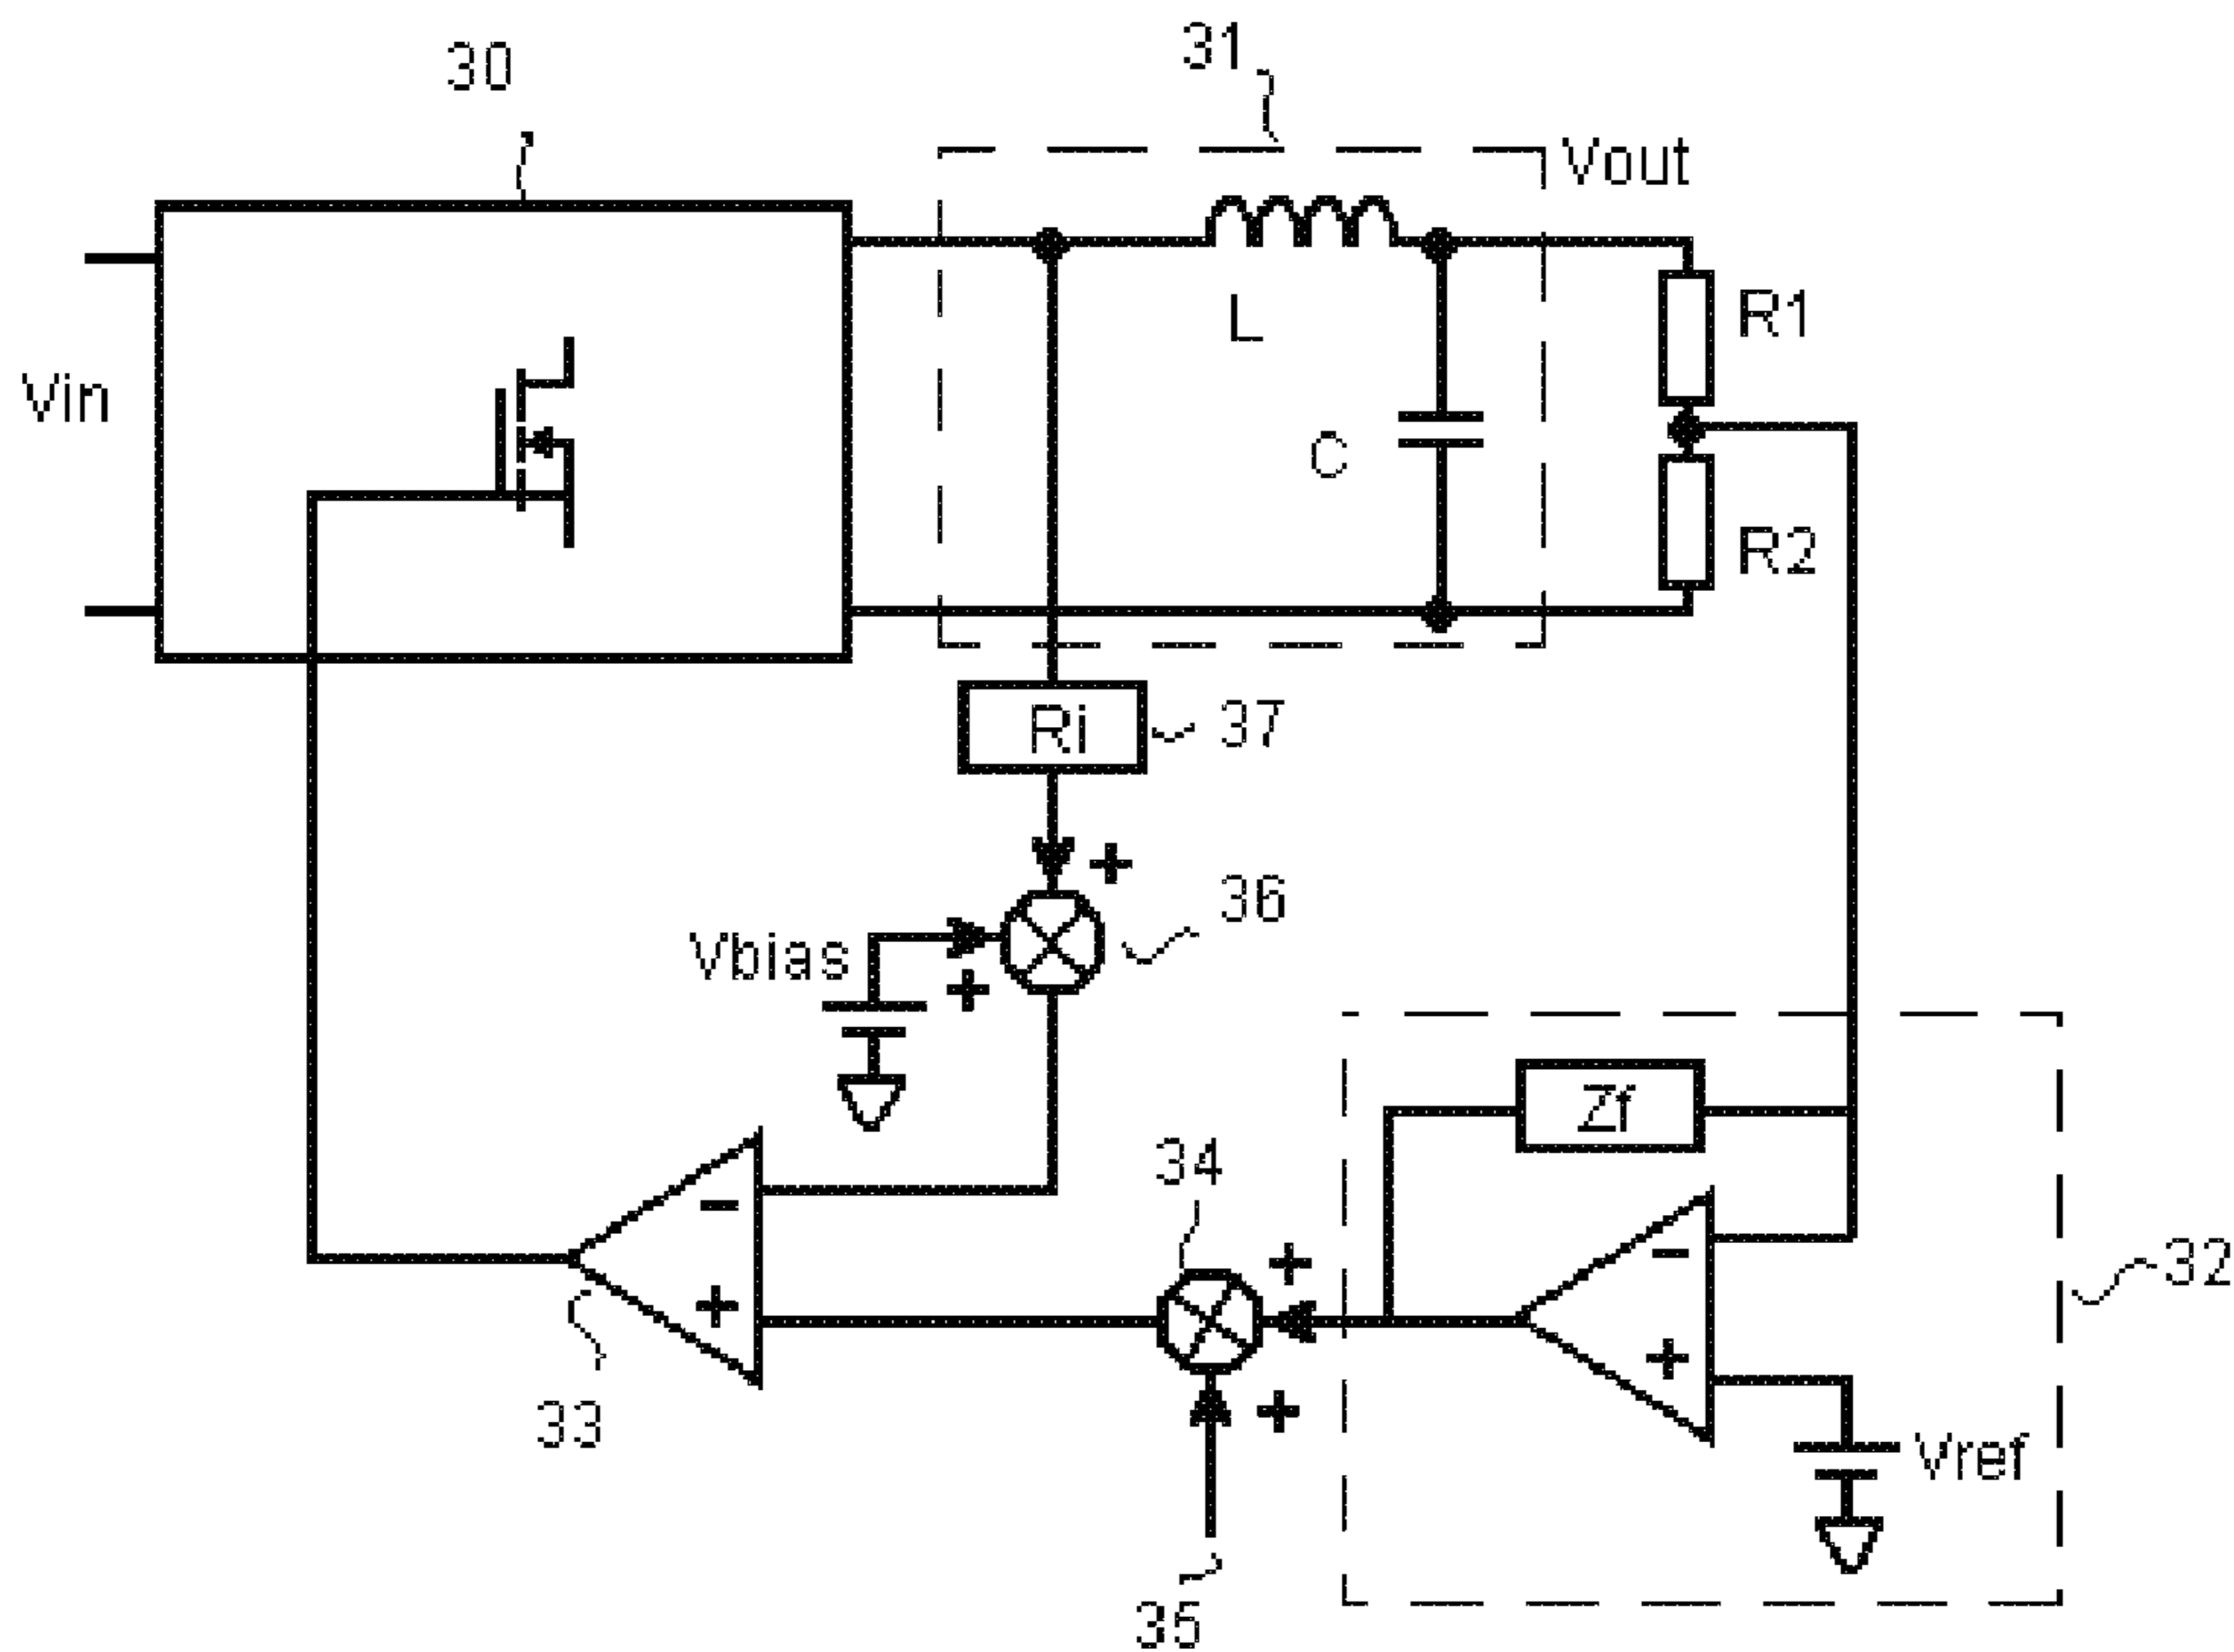 31
30
Vout
R1
L
Vin
C
R2
Ri
37
+
36
Vbias
+
Zf
34
-
-
+
32
+
+
33
+
Vref
35